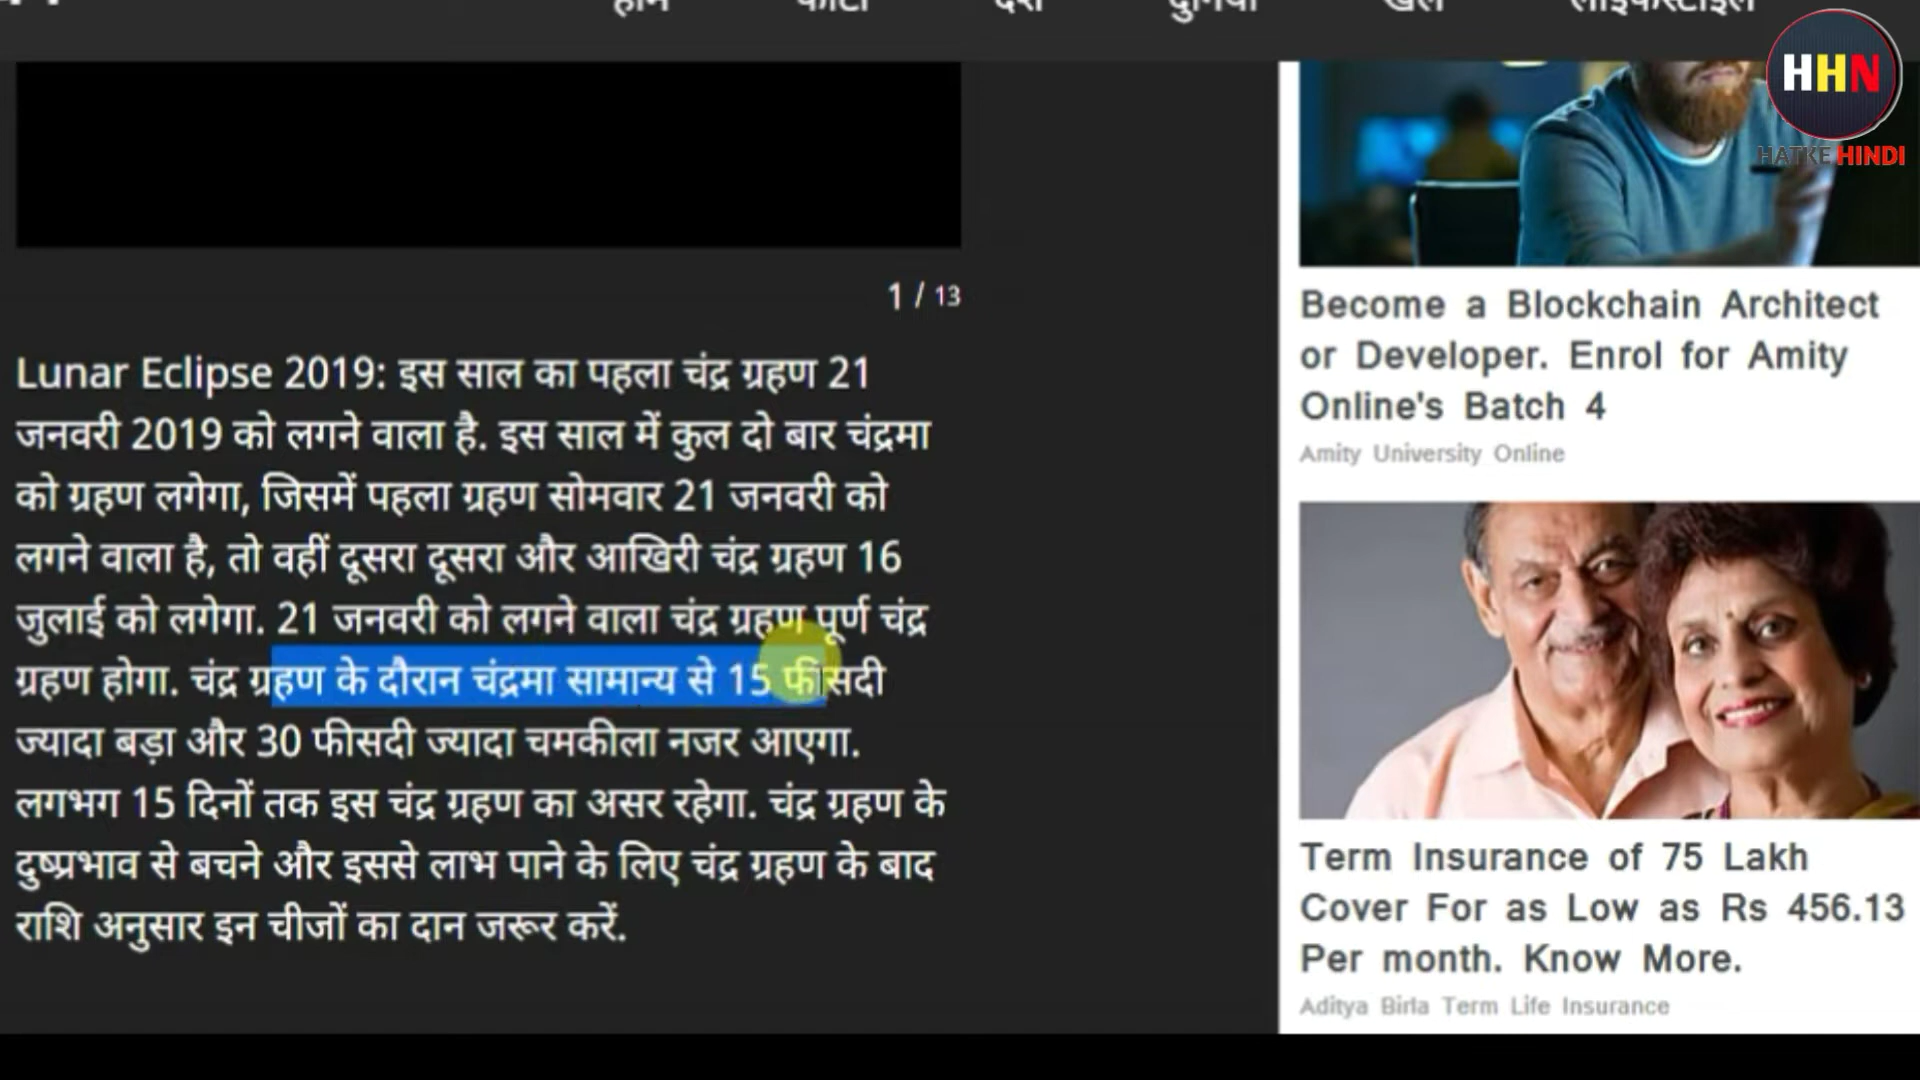 होम फोटो देश दुनिया खेल लाइफस्टाइल
HHN
HATKE HINDI
1 / 13
Lunar Eclipse 2019: इस साल का पहला चंद्र ग्रहण 21
जनवरी 2019 को लगने वाला है. इस साल में कुल दो बार चंद्रमा
को ग्रहण लगेगा, जिसमें पहला ग्रहण सोमवार 21 जनवरी को
लगने वाला है, तो वहीं दूसरा दूसरा और आखिरी चंद्र ग्रहण 16
जुलाई को लगेगा. 21 जनवरी को लगने वाला चंद्र ग्रहण पूर्ण चंद्र
ग्रहण होगा. चंद्र ग्रहण के दौरान चंद्रमा सामान्य से 15 फीसदी
ज्यादा बड़ा और 30 फीसदी ज्यादा चमकीला नजर आएगा.
लगभग 15 दिनों तक इस चंद्र ग्रहण का असर रहेगा. चंद्र ग्रहण के
दुष्प्रभाव से बचने और इससे लाभ पाने के लिए चंद्र ग्रहण के बाद
राशि अनुसार इन चीजों का दान जरूर करें.
Become a Blockchain Architect
or Developer. Enrol for Amity
Online's Batch 4
Amity University Online
Term Insurance of 75 Lakh
Cover For as Low as Rs 456.13
Per month. Know More.
Aditya Birla Term Life Insurance